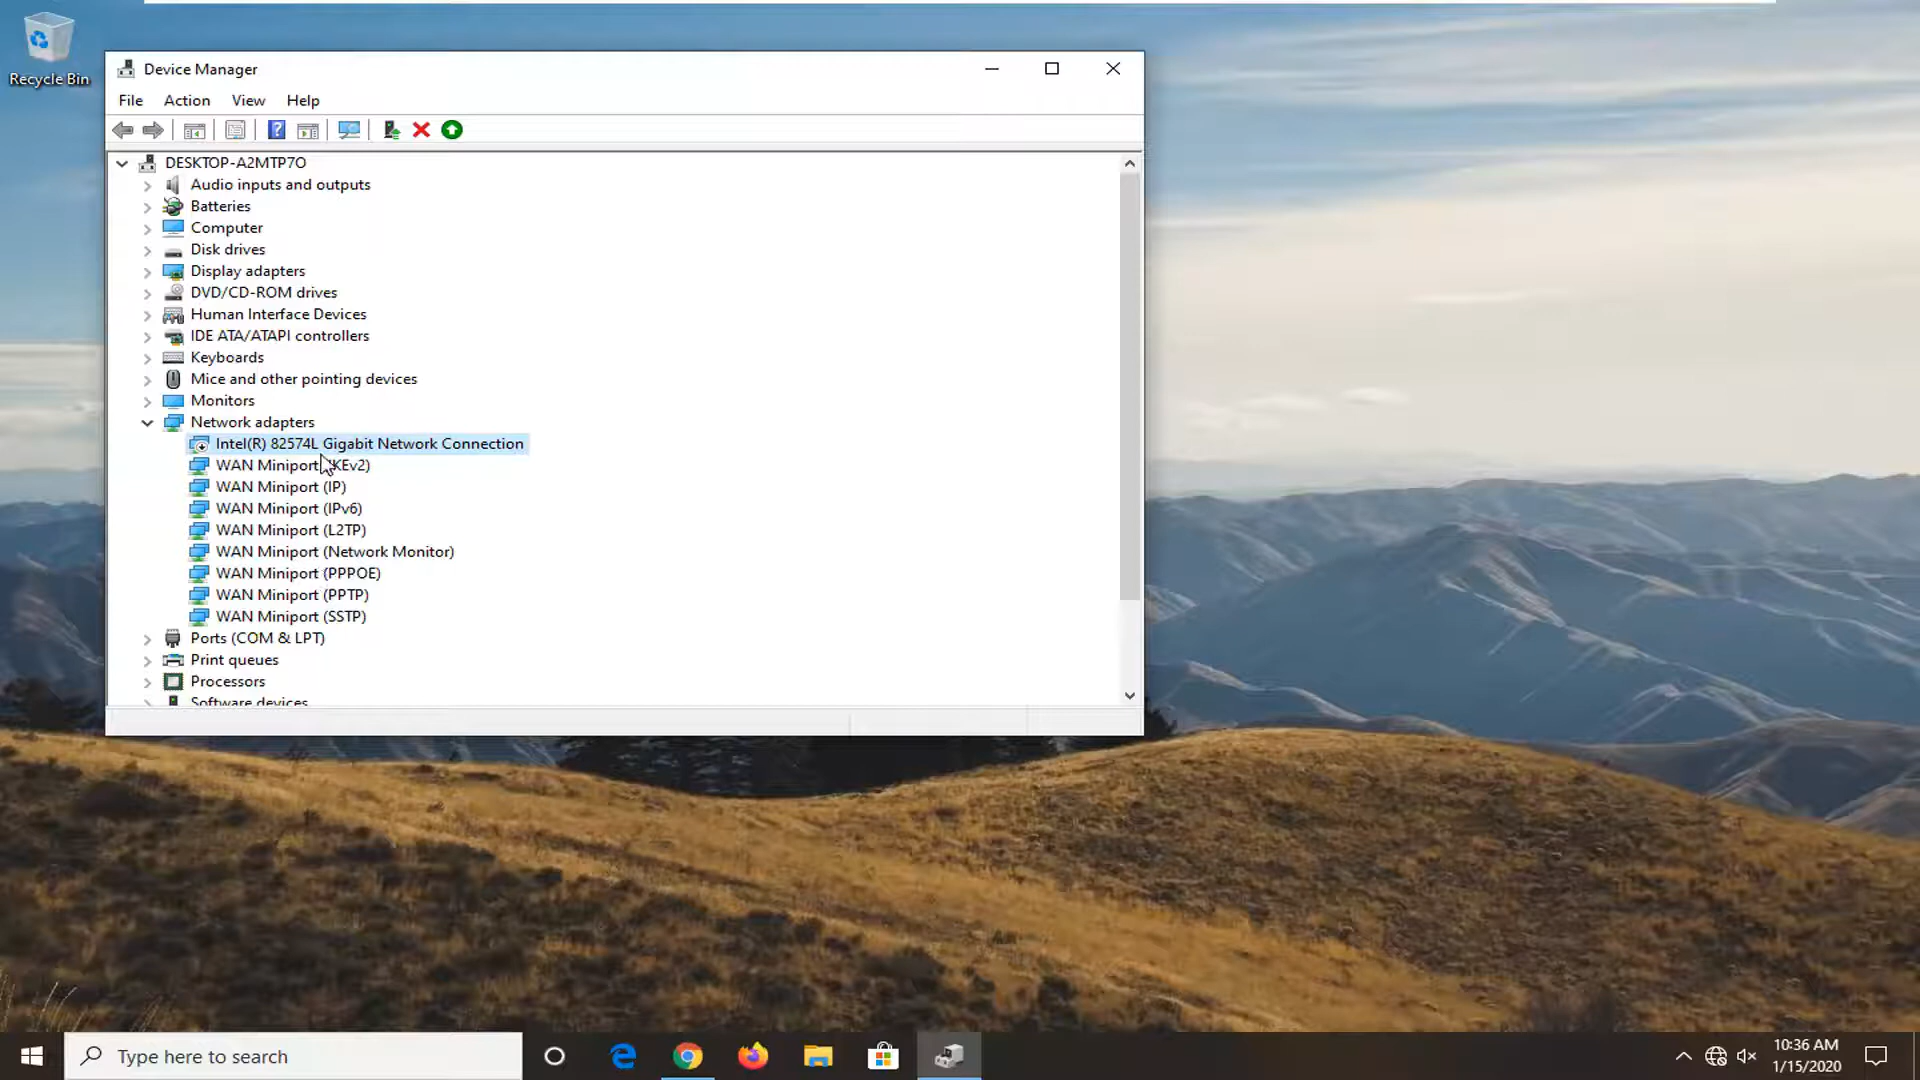 Recycle Bin
Device Manager
File Action View Help
DESKTOP-A2MTP7O
Audio inputs and outputs
Batteries
Computer
Disk drives
Display adapters
DVD/CD-ROM drives
Human Interface Devices
IDE ATA/ATAPI controllers
Keyboards
Mice and other pointing devices
Monitors
Network adapters
Intel(R) 82574L Gigabit Network Connection
WAN Miniport (IKEv2)
WAN Miniport (IP)
WAN Miniport (IPv6)
WAN Miniport (L2TP)
WAN Miniport (Network Monitor)
WAN Miniport (PPPOE)
WAN Miniport (PPTP)
WAN Miniport (SSTP)
Ports (COM & LPT)
Print queues
Processors
Software devices
Type here to search
10:36 AM
1/15/2020